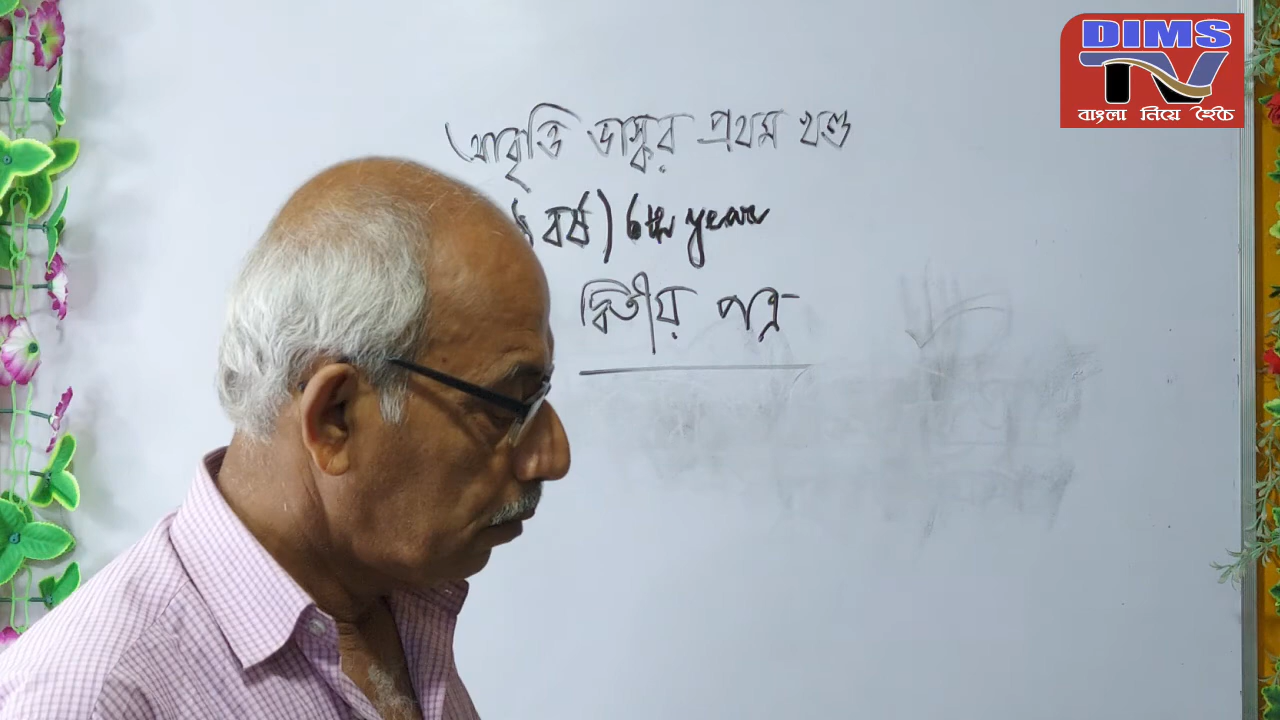 DIMS
TV
বাংলা নিয়ে হৈচৈ
আবৃত্তি ভাস্কর প্রথম খণ্ড
বর্ষ) 6th year
দ্বিতীয় পত্র